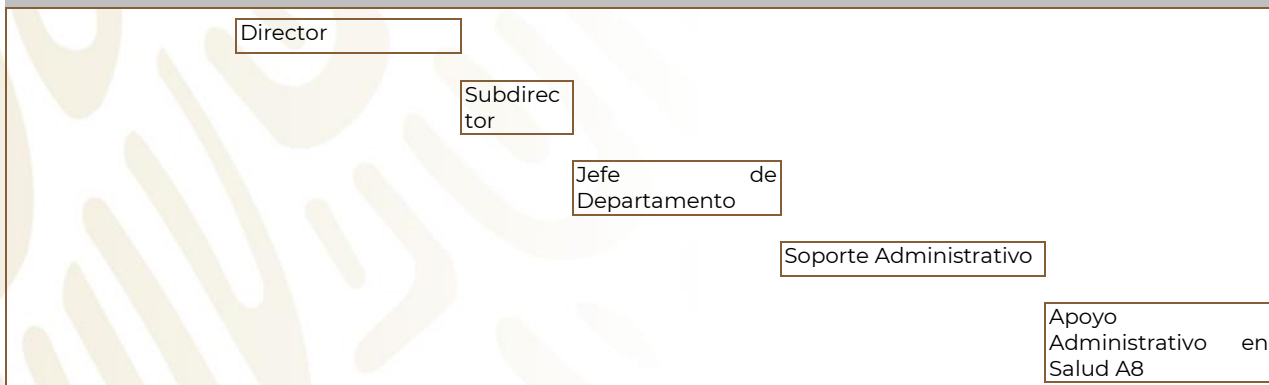 Director
Subdirec
tor
Jefe de
Departamento
Soporte Administrativo
Apoyo
Administrativo en
Salud A8